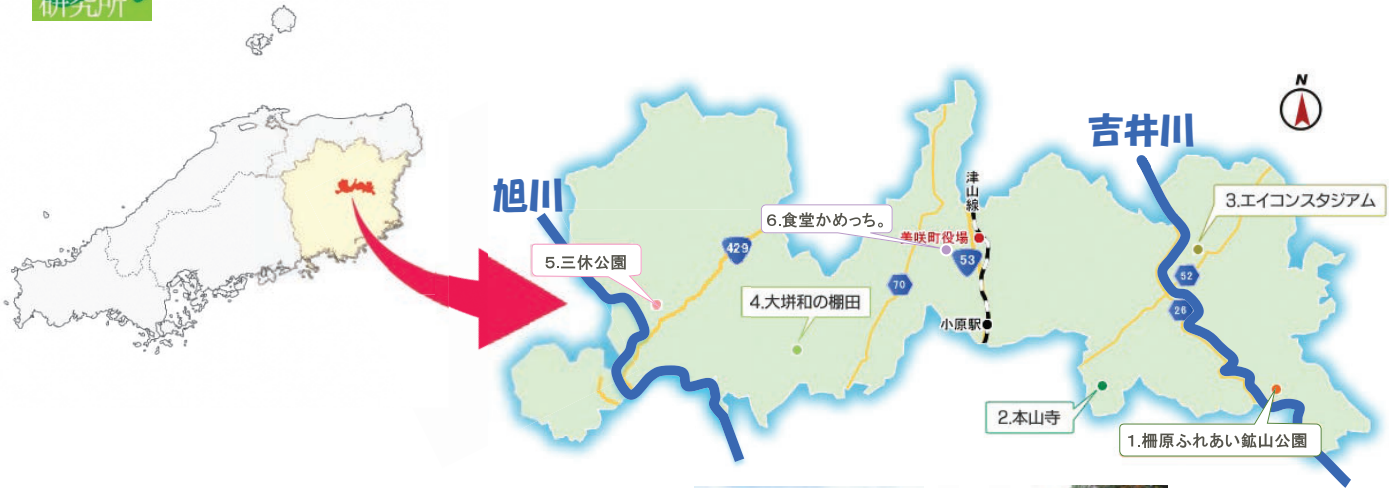 研究所
N
吉井川
旭川
津山線
3.エイコンスタジアム
6.食堂かめっち。
美咲町役場
429
5.三休公園
53
52
70
4.大垪和の棚田
26
小原駅
2.本山寺
1.柵原ふれあい鉱山公園